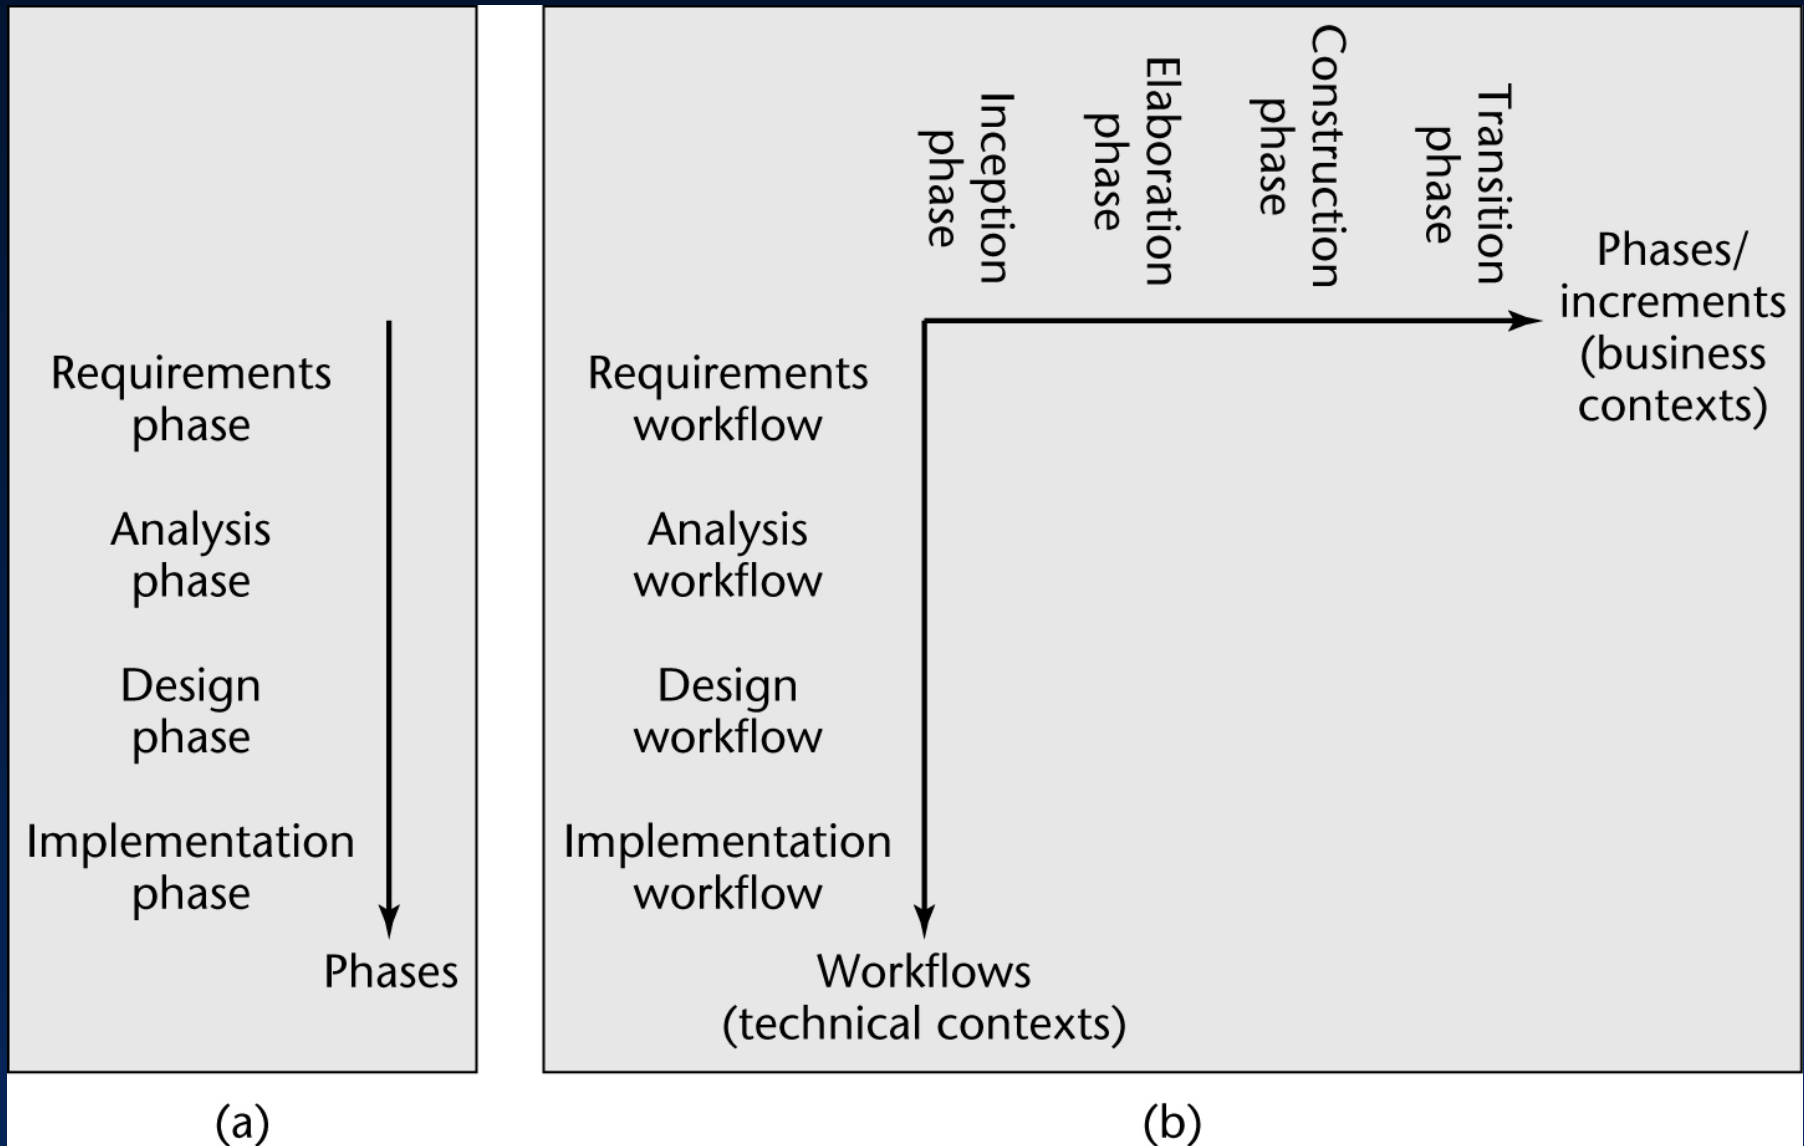 Requirements
phase
Analysis
phase
Design
phase
Implementation
phase
Phases
(a)
Inception
phase
Elaboration
phase
Construction
phase
Transition
phase
Phases/
increments
(business
contexts)
Requirements
workflow
Analysis
workflow
Design
workflow
Implementation
workflow
Workflows
(technical contexts)
(b)